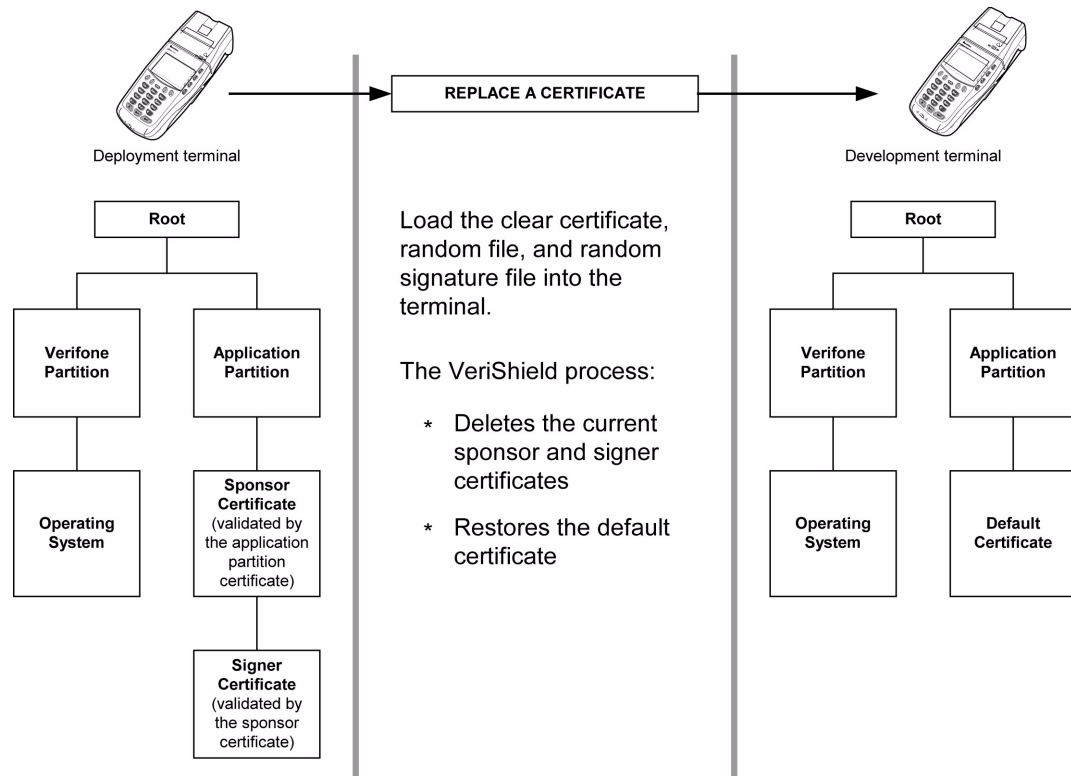 REPLACE A CERTIFICATE
Deployment terminal
Development terminal
Root
Verifone
Partition
Application
Partition
Operating
System
Sponsor
Certificate
(validated by
the application
partition
certificate)
Signer
Certificate
(validated by
the sponsor
certificate)
Load the clear certificate,
random file, and random
signature file into the
terminal.
The VeriShield process:
* Deletes the current
sponsor and signer
certificates
* Restores the default
certificate
Root
Verifone
Partition
Application
Partition
Operating
System
Default
Certificate